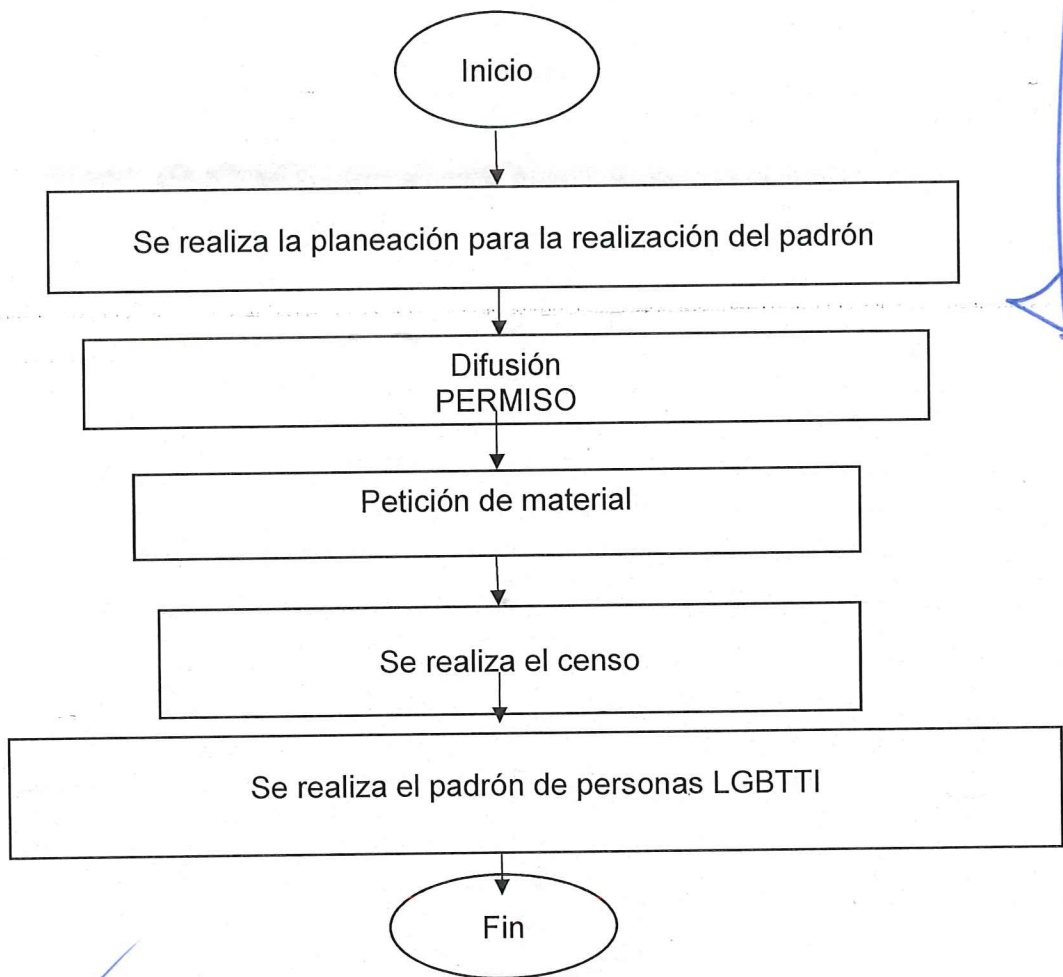 Inicio
Se realiza la planeación para la realización del padrón
Difusión
PERMISO
Petición de material
Se realiza el censo
Se realiza el padrón de personas LGBTTI
Fin